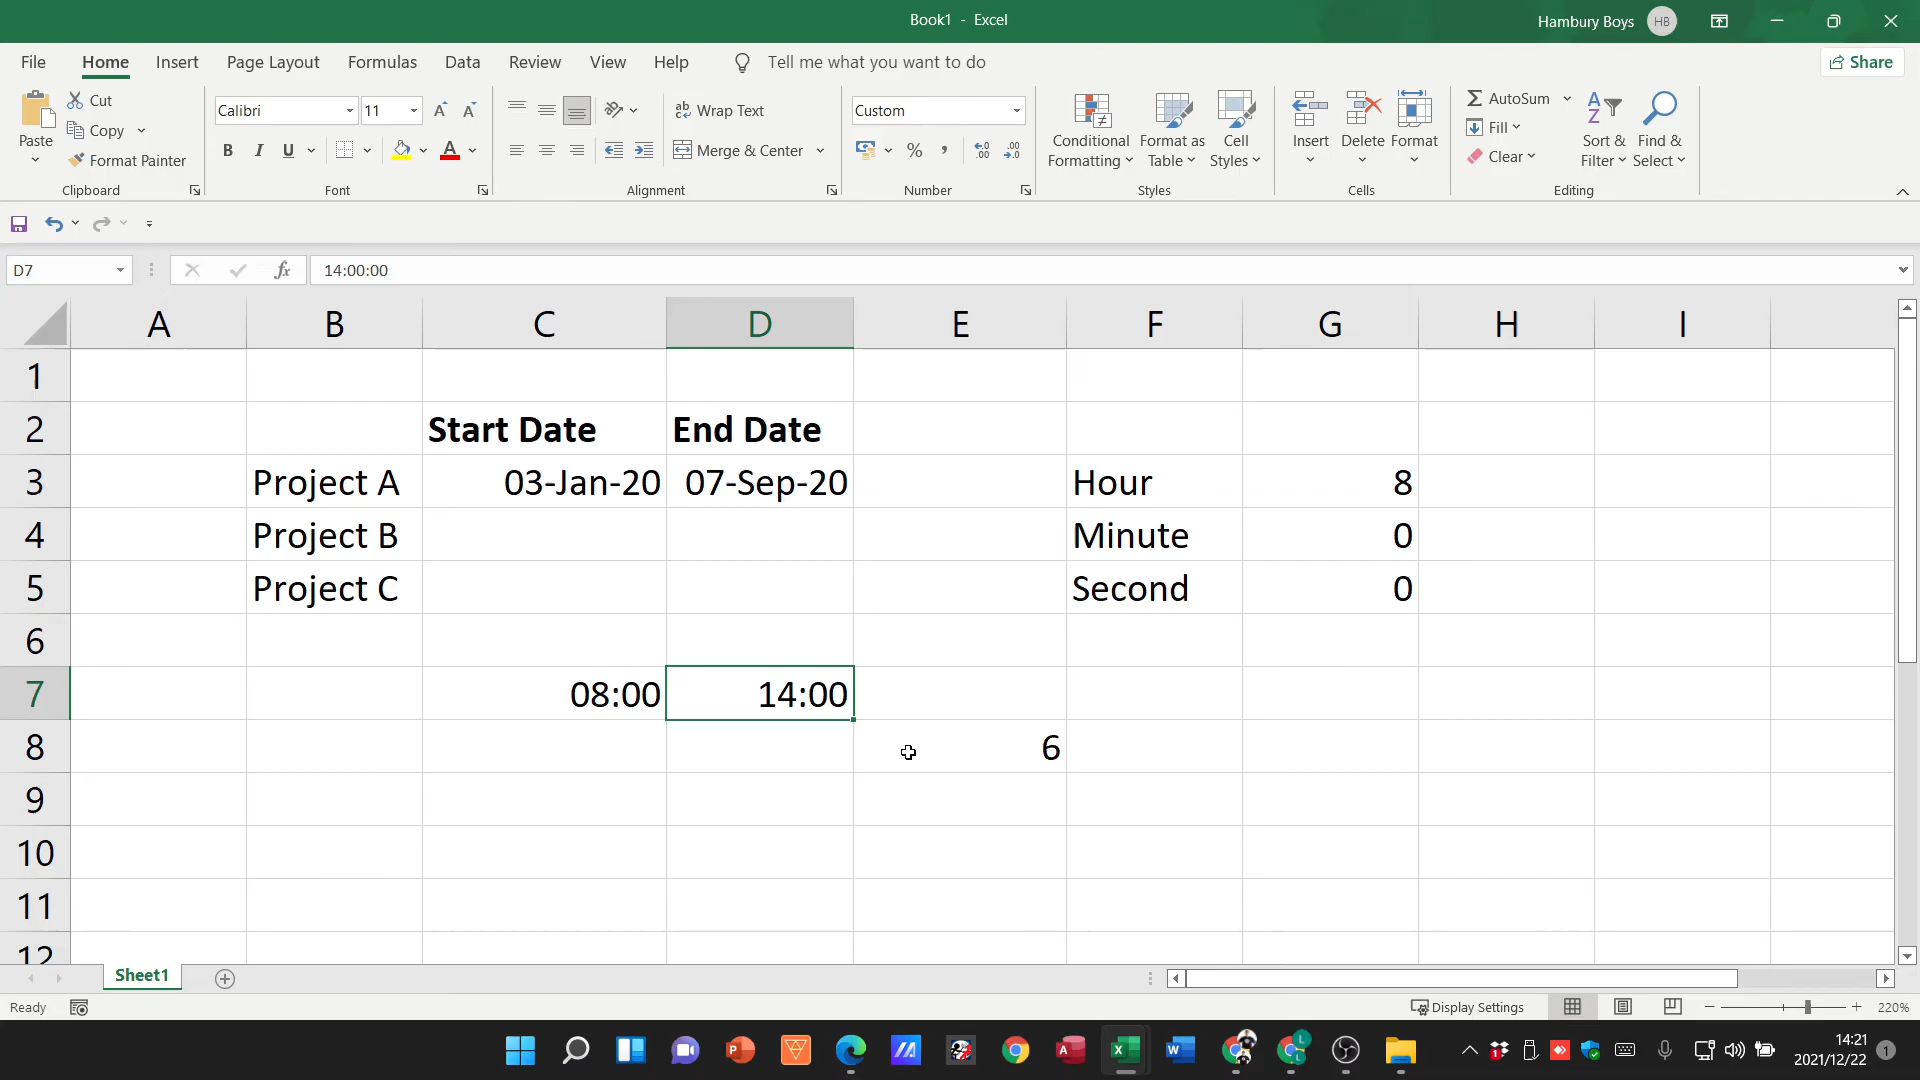 Book1 - Excel
Hambury Boys HB
File Home Insert Page Layout Formulas Data Review View Help Tell me what you want to do
Share
Paste
Cut
Copy
Format Painter
Clipboard
Calibri 11
B I U
Font
Wrap Text
Merge & Center
Alignment
Custom
Number
Conditional Formatting
Format as Table
Cell Styles
Styles
Insert Delete Format
Cells
AutoSum
Fill
Clear
Sort & Filter
Find & Select
Editing
D7 fx 14:00:00
A B C D E F G H I
1
2 Start Date End Date
3 Project A 03-Jan-20 07-Sep-20 Hour 8
4 Project B Minute 0
5 Project C Second 0
6
7 08:00 14:00
8 6
9
10
11
12
Sheet1
Ready Display Settings 220%
14:21
2021/12/22 1